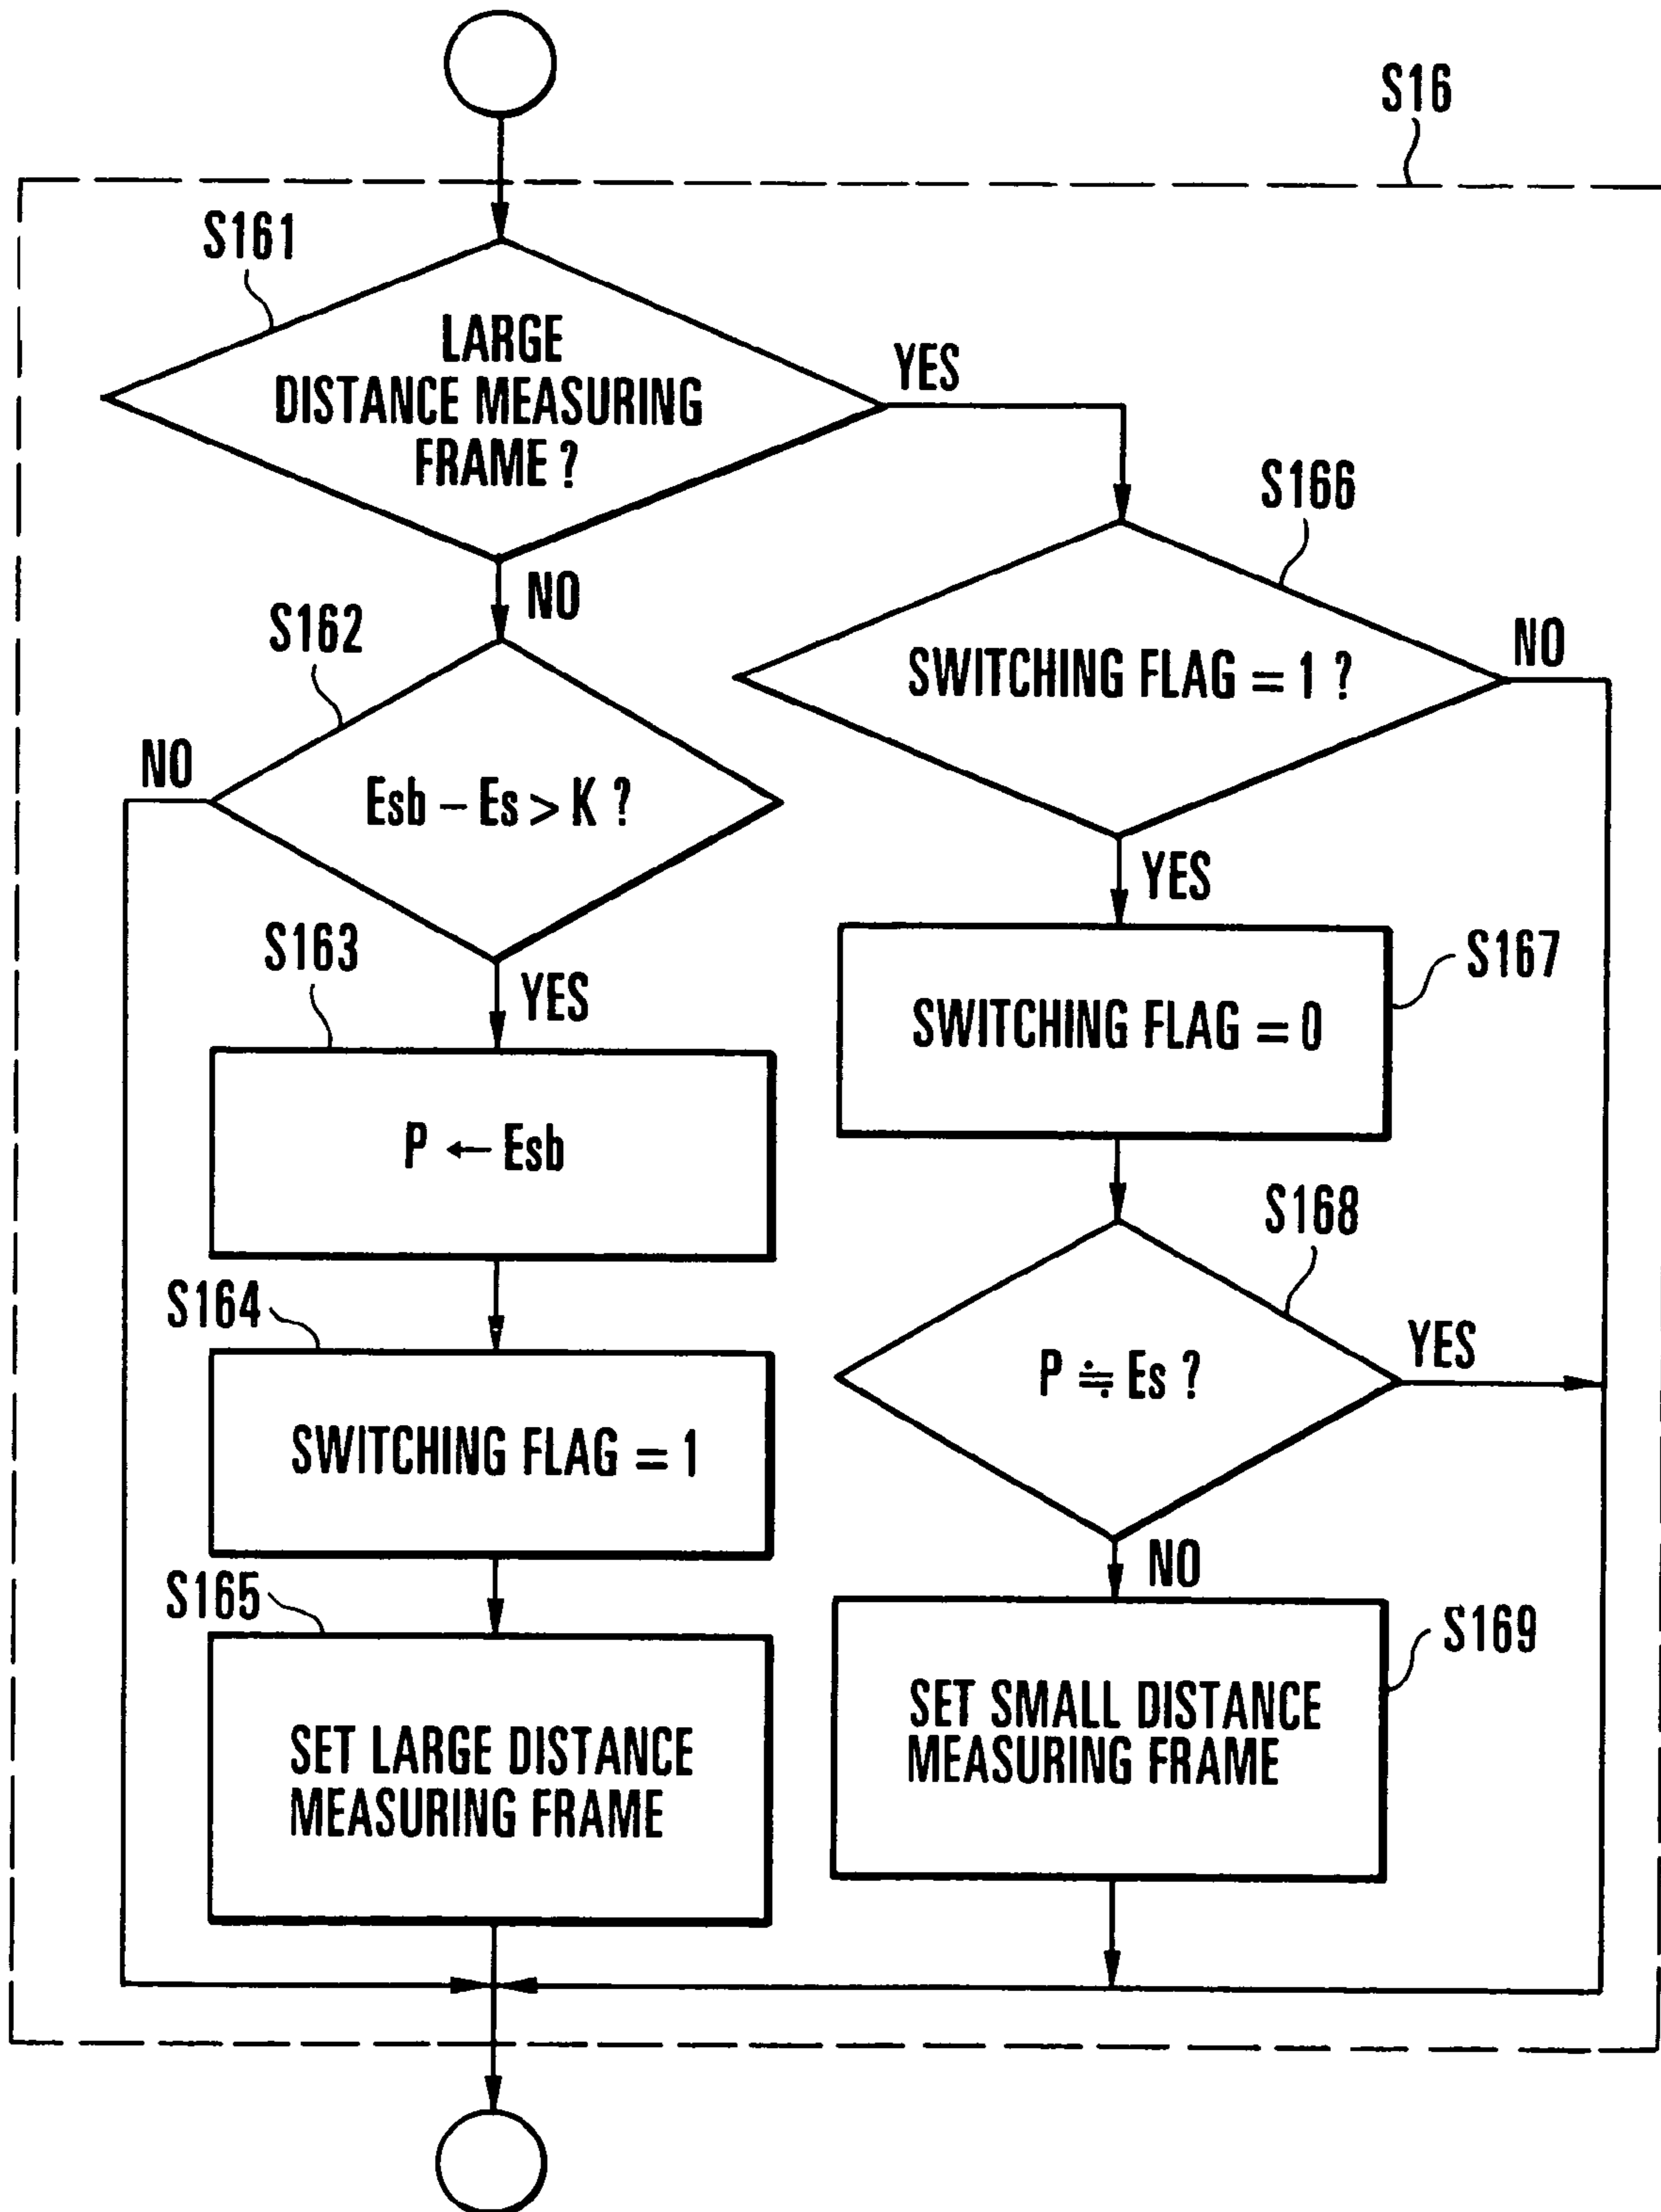 S16
S161
LARGE
DISTANCE MEASURING
FRAME ?
YES
NO
S162
Esb – Es > K ?
NO
YES
S163
P ← Esb
S164
SWITCHING FLAG = 1
S165
SET LARGE DISTANCE
MEASURING FRAME
S166
SWITCHING FLAG = 1 ?
NO
YES
S167
SWITCHING FLAG = 0
S168
P ≒ Es ?
YES
NO
S169
SET SMALL DISTANCE
MEASURING FRAME